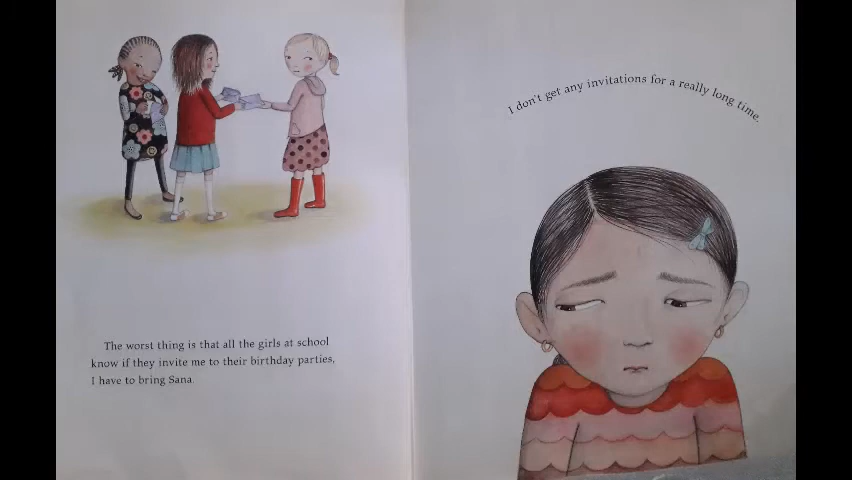 The worst thing is that all the girls at school
know if they invite me to their birthday parties,
I have to bring Sana.
I don't get any invitations for a really long time.